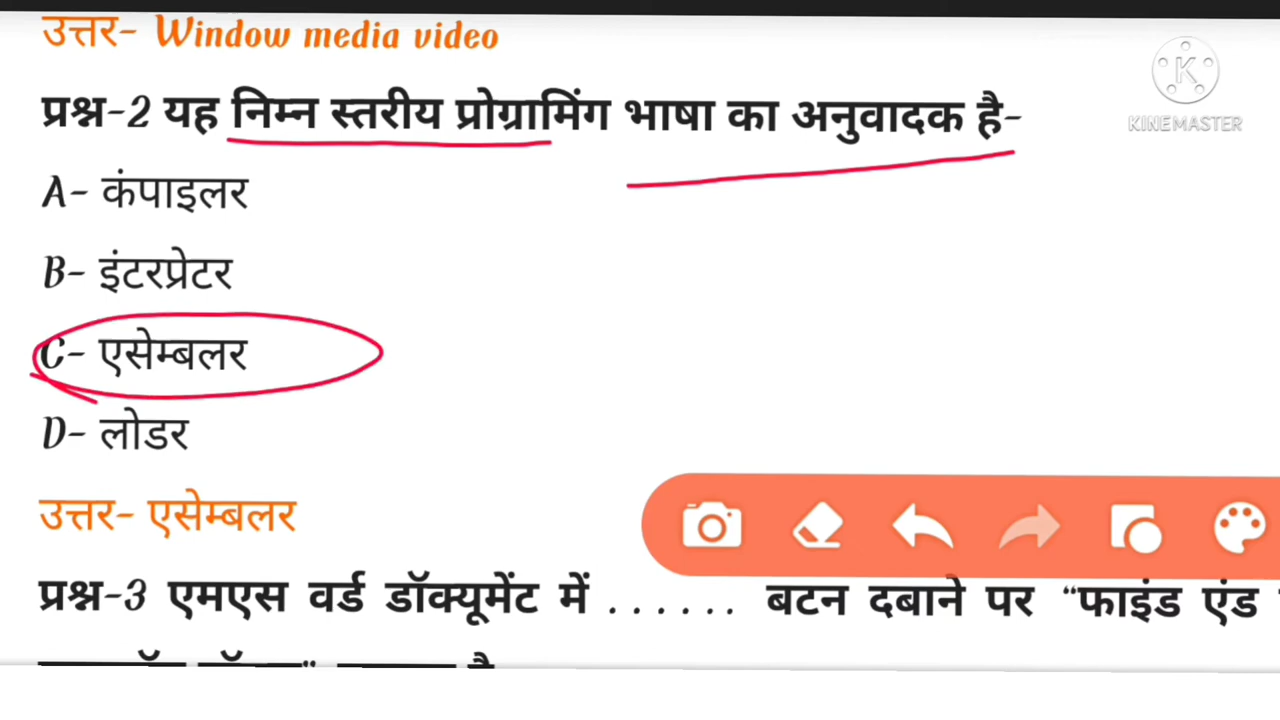 उत्तर- Window media video
प्रश्न-2 यह निम्न स्तरीय प्रोग्रामिंग भाषा का अनुवादक है-
KINEMASTER
A- कंपाइलर
B- इंटरप्रेटर
C- एसेम्बलर
D- लोडर
उत्तर- एसेम्बलर
प्रश्न-3 एमएस वर्ड डॉक्यूमेंट में ...... बटन दबाने पर “फाइंड एंड